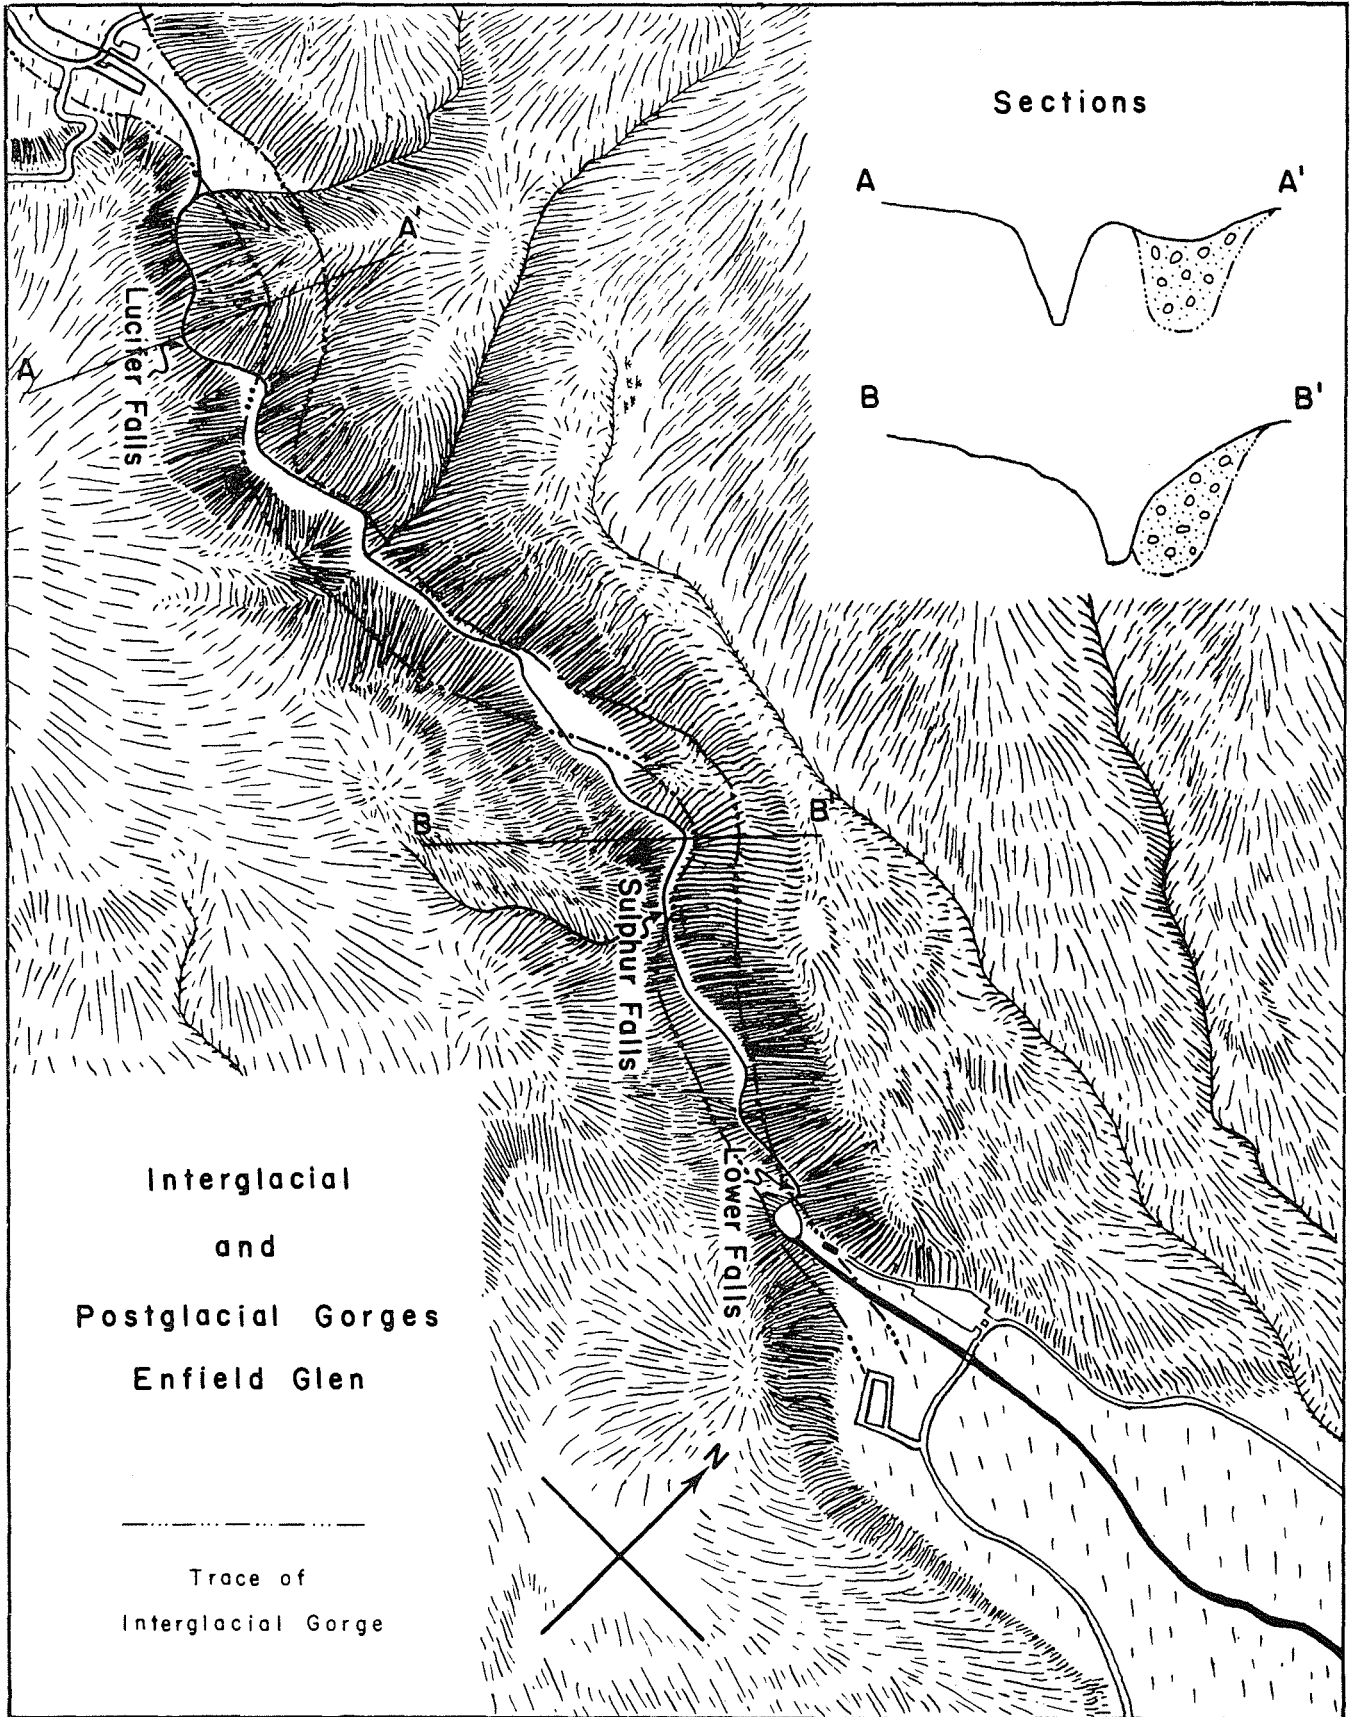 Sections
A A'
B B'
A'
A
Lucifer Falls
B B'
Sulphur Falls
Lower Falls
Interglacial
and
Postglacial Gorges
Enfield Glen
N
Trace of
Interglacial Gorge